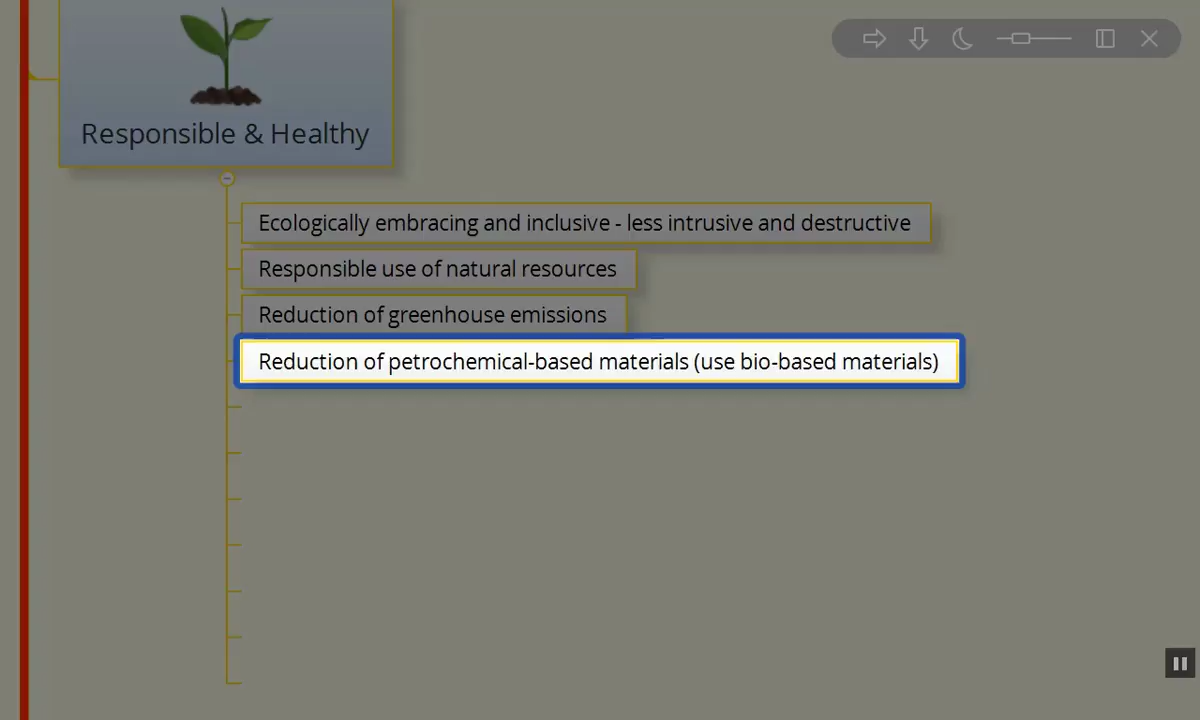 Responsible & Healthy
Ecologically embracing and inclusive - less intrusive and destructive
Responsible use of natural resources
Reduction of greenhouse emissions
Reduction of petrochemical-based materials (use bio-based materials)